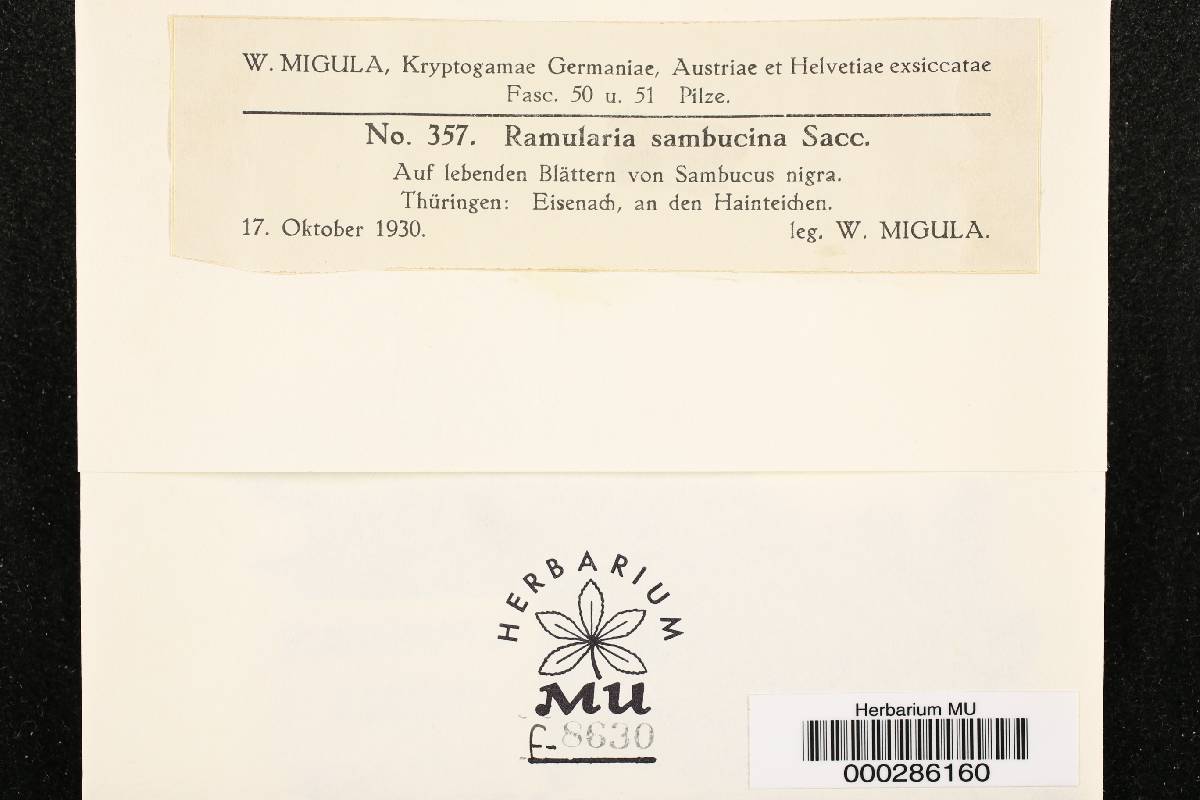 W. MIGULA, Kryptogamae Germaniae, Austriae et Helvetiae exsiccatae
Fasc. 50 u. 51 Pilze.
No. 357. Ramularia sambucina Sacc.
Auf lebenden Blättern von Sambucus nigra.
Thüringen: Eisenach, an den Hainteichen.
17. Oktober 1930. leg. W. MIGULA.
HERBARIUM
MU
F-8630
Herbarium MU
000286160